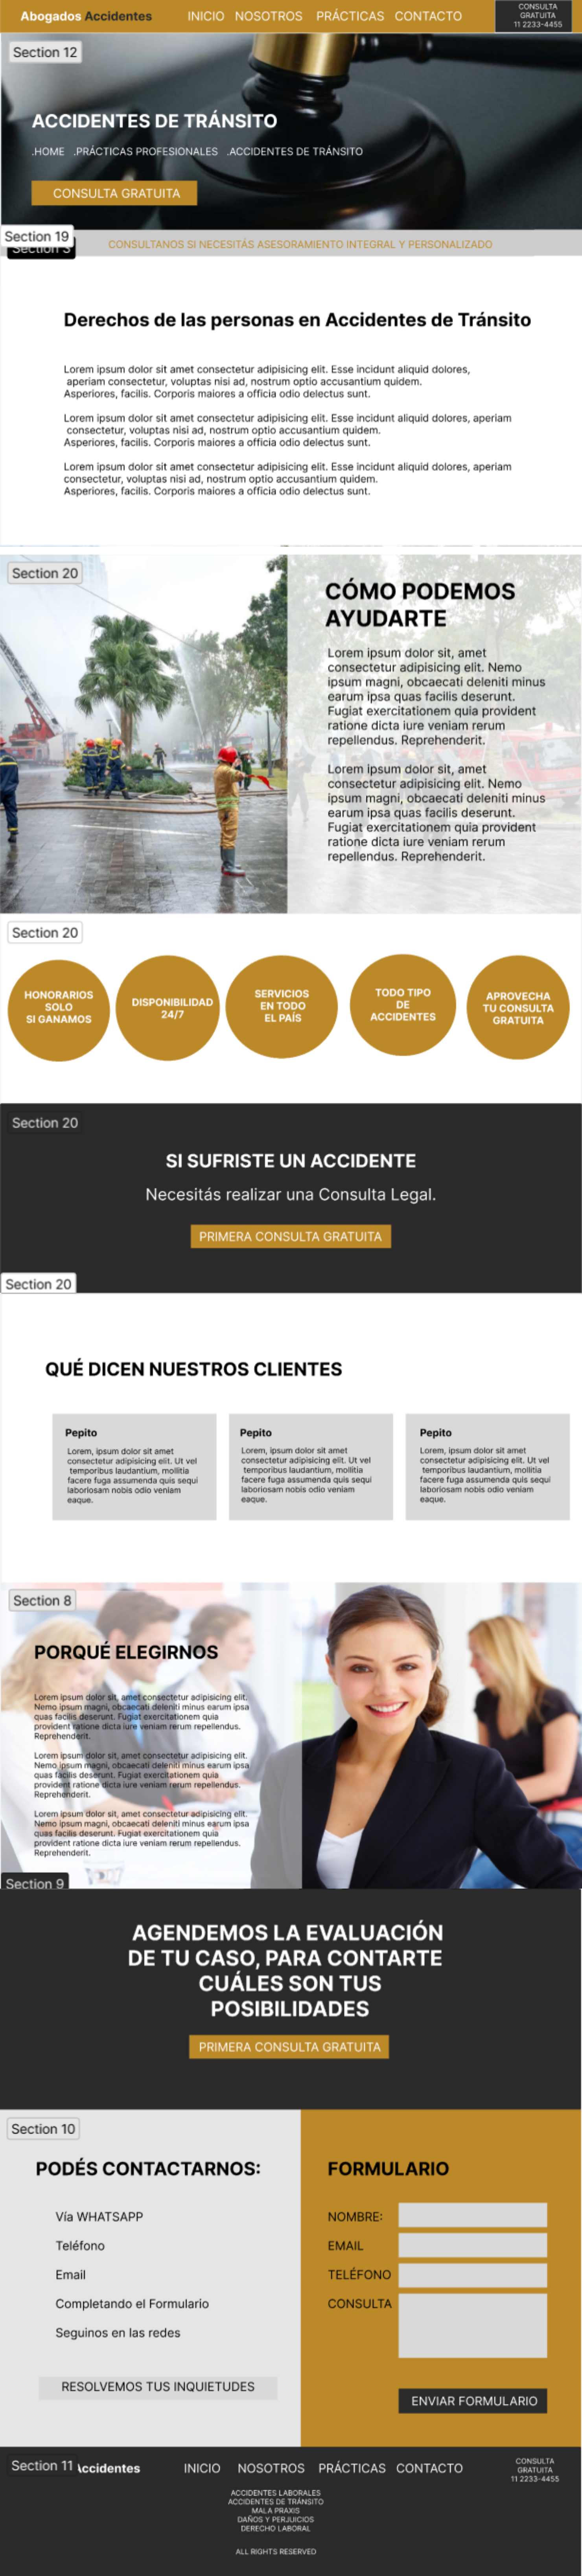 Abogados Accidentes
INICIO NOSOTROS PRÁCTICAS CONTACTO
CONSULTA
GRATUITA
11 2233-4455
Section 12
ACCIDENTES DE TRÁNSITO
.HOME .PRÁCTICAS PROFESIONALES .ACCIDENTES DE TRÁNSITO
CONSULTA GRATUITA
Section 19
Section 3
CONSULTANOS SI NECESITÁS ASESORAMIENTO INTEGRAL Y PERSONALIZADO
Derechos de las personas en Accidentes de Tránsito
Lorem ipsum dolor sit amet consectetur adipisicing elit. Esse incidunt aliquid dolores,
aperiam consectetur, voluptas nisi ad, nostrum optio accusantium quidem.
Asperiores, facilis. Corporis maiores a officia odio delectus sunt.
Lorem ipsum dolor sit amet consectetur adipisicing elit. Esse incidunt aliquid dolores, aperiam
consectetur, voluptas nisi ad, nostrum optio accusantium quidem.
Asperiores, facilis. Corporis maiores a officia odio delectus sunt.
Lorem ipsum dolor sit amet consectetur adipisicing elit. Esse incidunt aliquid dolores, aperiam
consectetur, voluptas nisi ad, nostrum optio accusantium quidem.
Asperiores, facilis. Corporis maiores a officia odio delectus sunt.
Section 20
CÓMO PODEMOS
AYUDARTE
Lorem ipsum dolor sit, amet
consectetur adipisicing elit. Nemo
ipsum magni, obcaecati deleniti minus
earum ipsa quas facilis deserunt.
Fugiat exercitationem quia provident
ratione dicta iure veniam rerum
repellendus. Reprehenderit.
Lorem ipsum dolor sit, amet
consectetur adipisicing elit. Nemo
ipsum magni, obcaecati deleniti minus
earum ipsa quas facilis deserunt.
Fugiat exercitationem quia provident
ratione dicta iure veniam rerum
repellendus. Reprehenderit.
Section 20
HONORARIOS
SOLO
SI GANAMOS
DISPONIBILIDAD
24/7
SERVICIOS
EN TODO
EL PAÍS
TODO TIPO
DE
ACCIDENTES
APROVECHA
TU CONSULTA
GRATUITA
Section 20
SI SUFRISTE UN ACCIDENTE
Necesitás realizar una Consulta Legal.
PRIMERA CONSULTA GRATUITA
Section 20
QUÉ DICEN NUESTROS CLIENTES
Pepito
Lorem, ipsum dolor sit amet
consectetur adipisicing elit. Ut vel
temporibus laudantium, mollitia
facere fuga assumenda quis sequi
laboriosam nobis odio veniam
eaque.
Pepito
Lorem, ipsum dolor sit amet
consectetur adipisicing elit. Ut vel
temporibus laudantium, mollitia
facere fuga assumenda quis sequi
laboriosam nobis odio veniam
eaque.
Pepito
Lorem, ipsum dolor sit amet
consectetur adipisicing elit. Ut vel
temporibus laudantium, mollitia
facere fuga assumenda quis sequi
laboriosam nobis odio veniam
eaque.
Section 8
PORQUÉ ELEGIRNOS
Lorem ipsum dolor sit, amet consectetur adipisicing elit.
Nemo ipsum magni, obcaecati deleniti minus earum ipsa
quas facilis deserunt. Fugiat exercitationem quia
provident ratione dicta iure veniam rerum repellendus.
Reprehenderit.
Lorem ipsum dolor sit, amet consectetur adipisicing elit.
Nemo ipsum magni, obcaecati deleniti minus earum ipsa
quas facilis deserunt. Fugiat exercitationem quia
provident ratione dicta iure veniam rerum repellendus.
Reprehenderit.
Lorem ipsum dolor sit, amet consectetur adipisicing elit.
Nemo ipsum magni, obcaecati deleniti minus earum ipsa
quas facilis deserunt. Fugiat exercitationem quia
provident ratione dicta iure veniam rerum repellendus.
Reprehenderit.
Section 9
AGENDEMOS LA EVALUACIÓN
DE TU CASO, PARA CONTARTE
CUÁLES SON TUS
POSIBILIDADES
PRIMERA CONSULTA GRATUITA
Section 10
PODÉS CONTACTARNOS:
Vía WHATSAPP
Teléfono
Email
Completando el Formulario
Seguinos en las redes
RESOLVEMOS TUS INQUIETUDES
FORMULARIO
NOMBRE:
EMAIL
TELÉFONO
CONSULTA
ENVIAR FORMULARIO
Section 11
Accidentes
INICIO NOSOTROS PRÁCTICAS CONTACTO
CONSULTA
GRATUITA
11 2233-4455
ACCIDENTES LABORALES
ACCIDENTES DE TRÁNSITO
MALA PRAXIS
DAÑOS Y PERJUICIOS
DERECHO LABORAL
ALL RIGHTS RESERVED